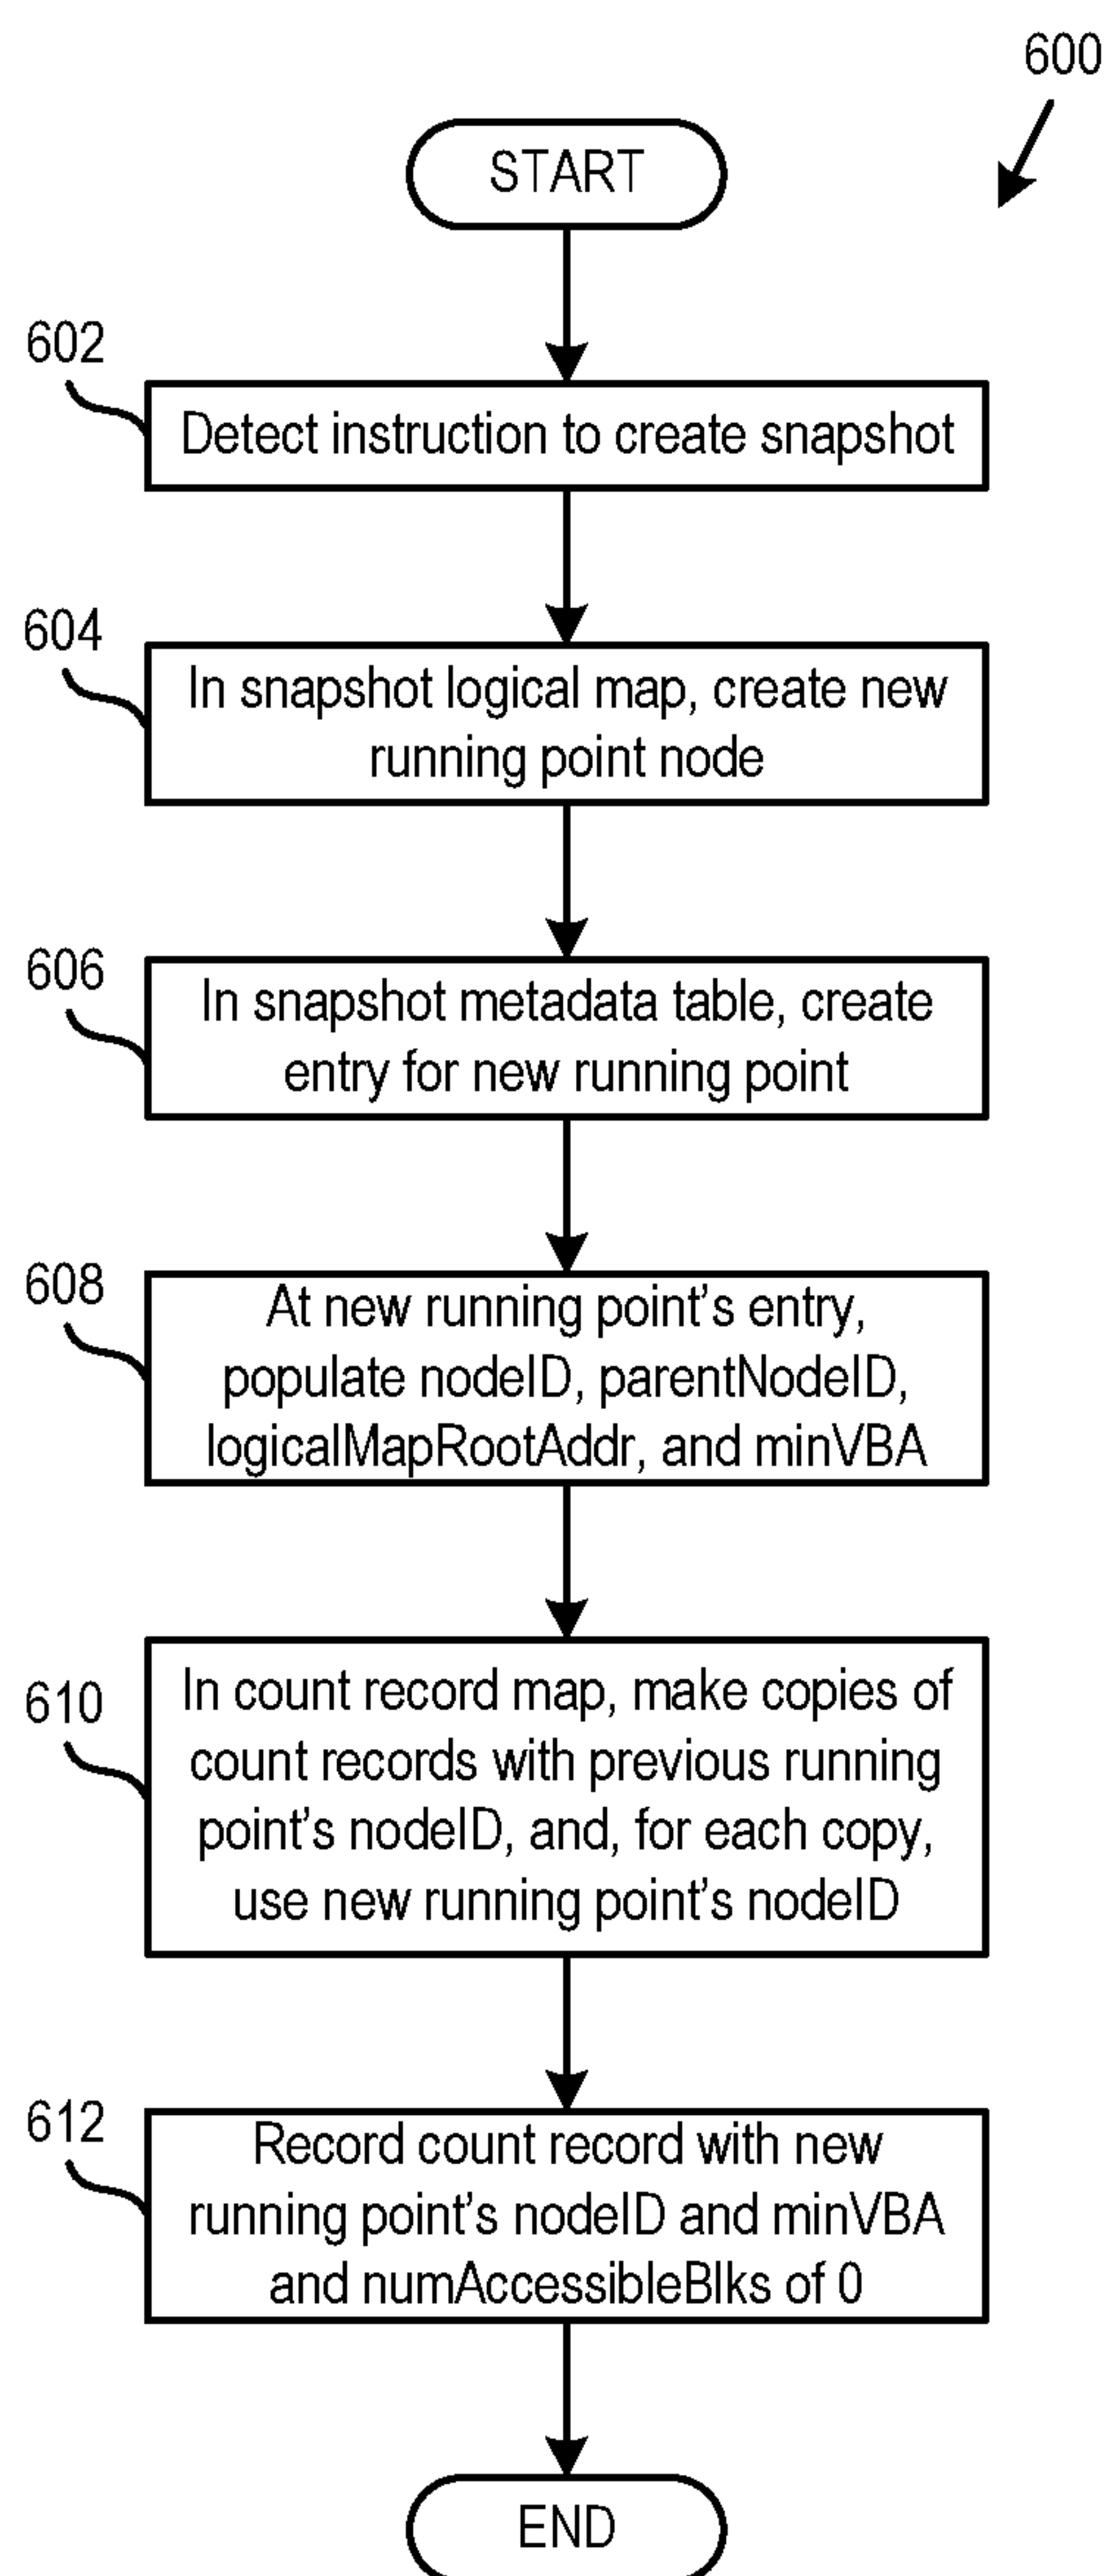 600
START
602
Detect instruction to create snapshot
604
In snapshot logical map, create new
running point node
606
In snapshot metadata table, create
entry for new running point
608
At new running point's entry,
populate nodeID, parentNodeID,
logicalMapRootAddr, and minVBA
610
In count record map, make copies of
count records with previous running
point's nodeID, and, for each copy,
use new running point's nodeID
612
Record count record with new
running point's nodeID and minVBA
and numAccessibleBlks of 0
END